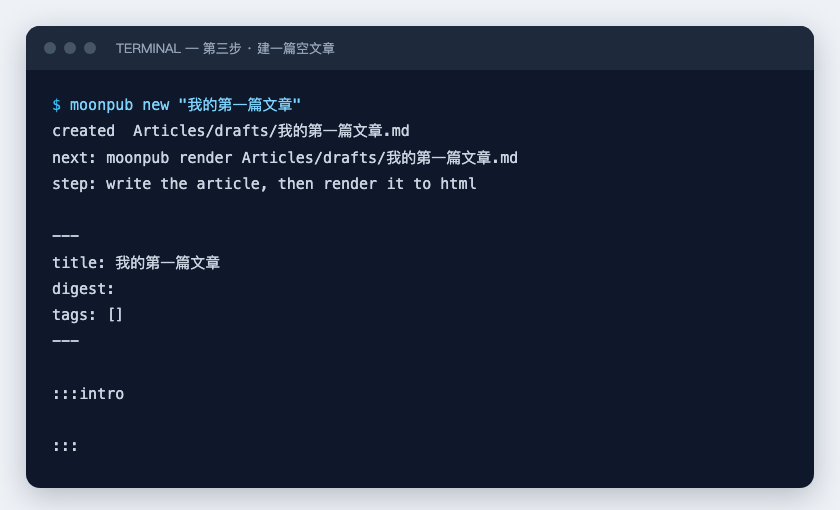 TERMINAL — 第三步 · 建一篇空文章
$ moonpub new "我的第一篇文章"
created  Articles/drafts/我的第一篇文章.md
next: moonpub render Articles/drafts/我的第一篇文章.md
step: write the article, then render it to html
---
title: 我的第一篇文章
digest:
tags: []
---
:::intro
:::